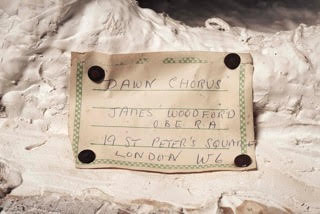 DAWN CHORUS
JAMES WOODFORD
O.B.E. R.A.
19 ST PETER'S SQUARE
LONDON W6